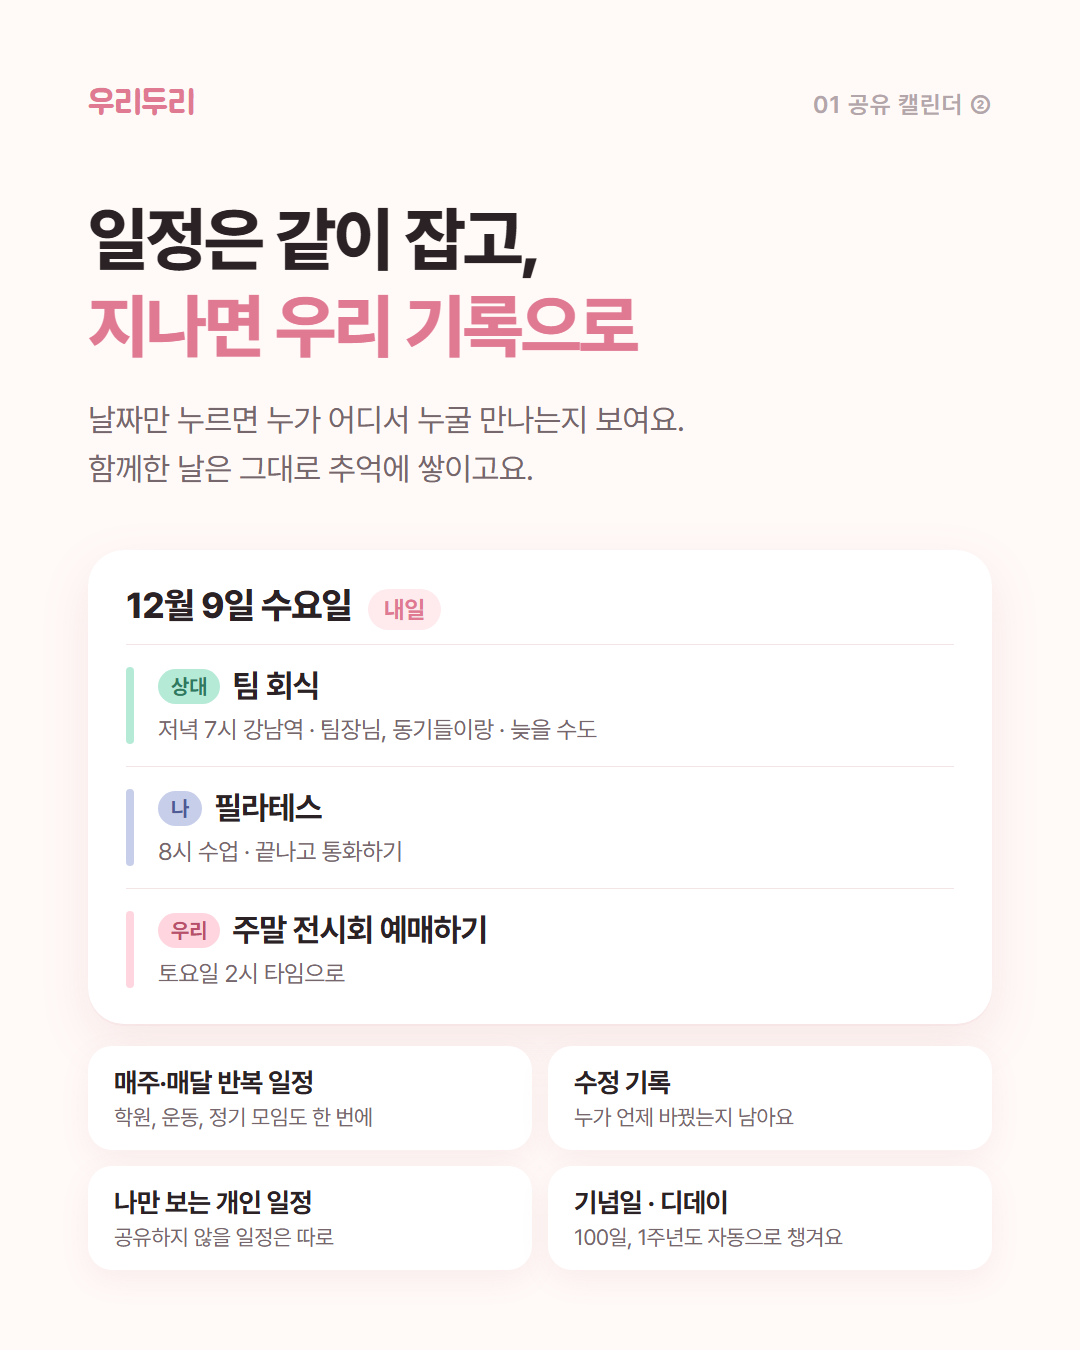 우리두리
01 공유 캘린더 ②
일정은 같이 잡고,
지나면 우리 기록으로
날짜만 누르면 누가 어디서 누굴 만나는지 보여요.
함께한 날은 그대로 추억에 쌓이고요.
12월 9일 수요일 내일
상대 팀 회식
저녁 7시 강남역 · 팀장님, 동기들이랑 · 늦을 수도
나 필라테스
8시 수업 · 끝나고 통화하기
우리 주말 전시회 예매하기
토요일 2시 타임으로
매주·매달 반복 일정
학원, 운동, 정기 모임도 한 번에
수정 기록
누가 언제 바꿨는지 남아요
나만 보는 개인 일정
공유하지 않을 일정은 따로
기념일 · 디데이
100일, 1주년도 자동으로 챙겨요